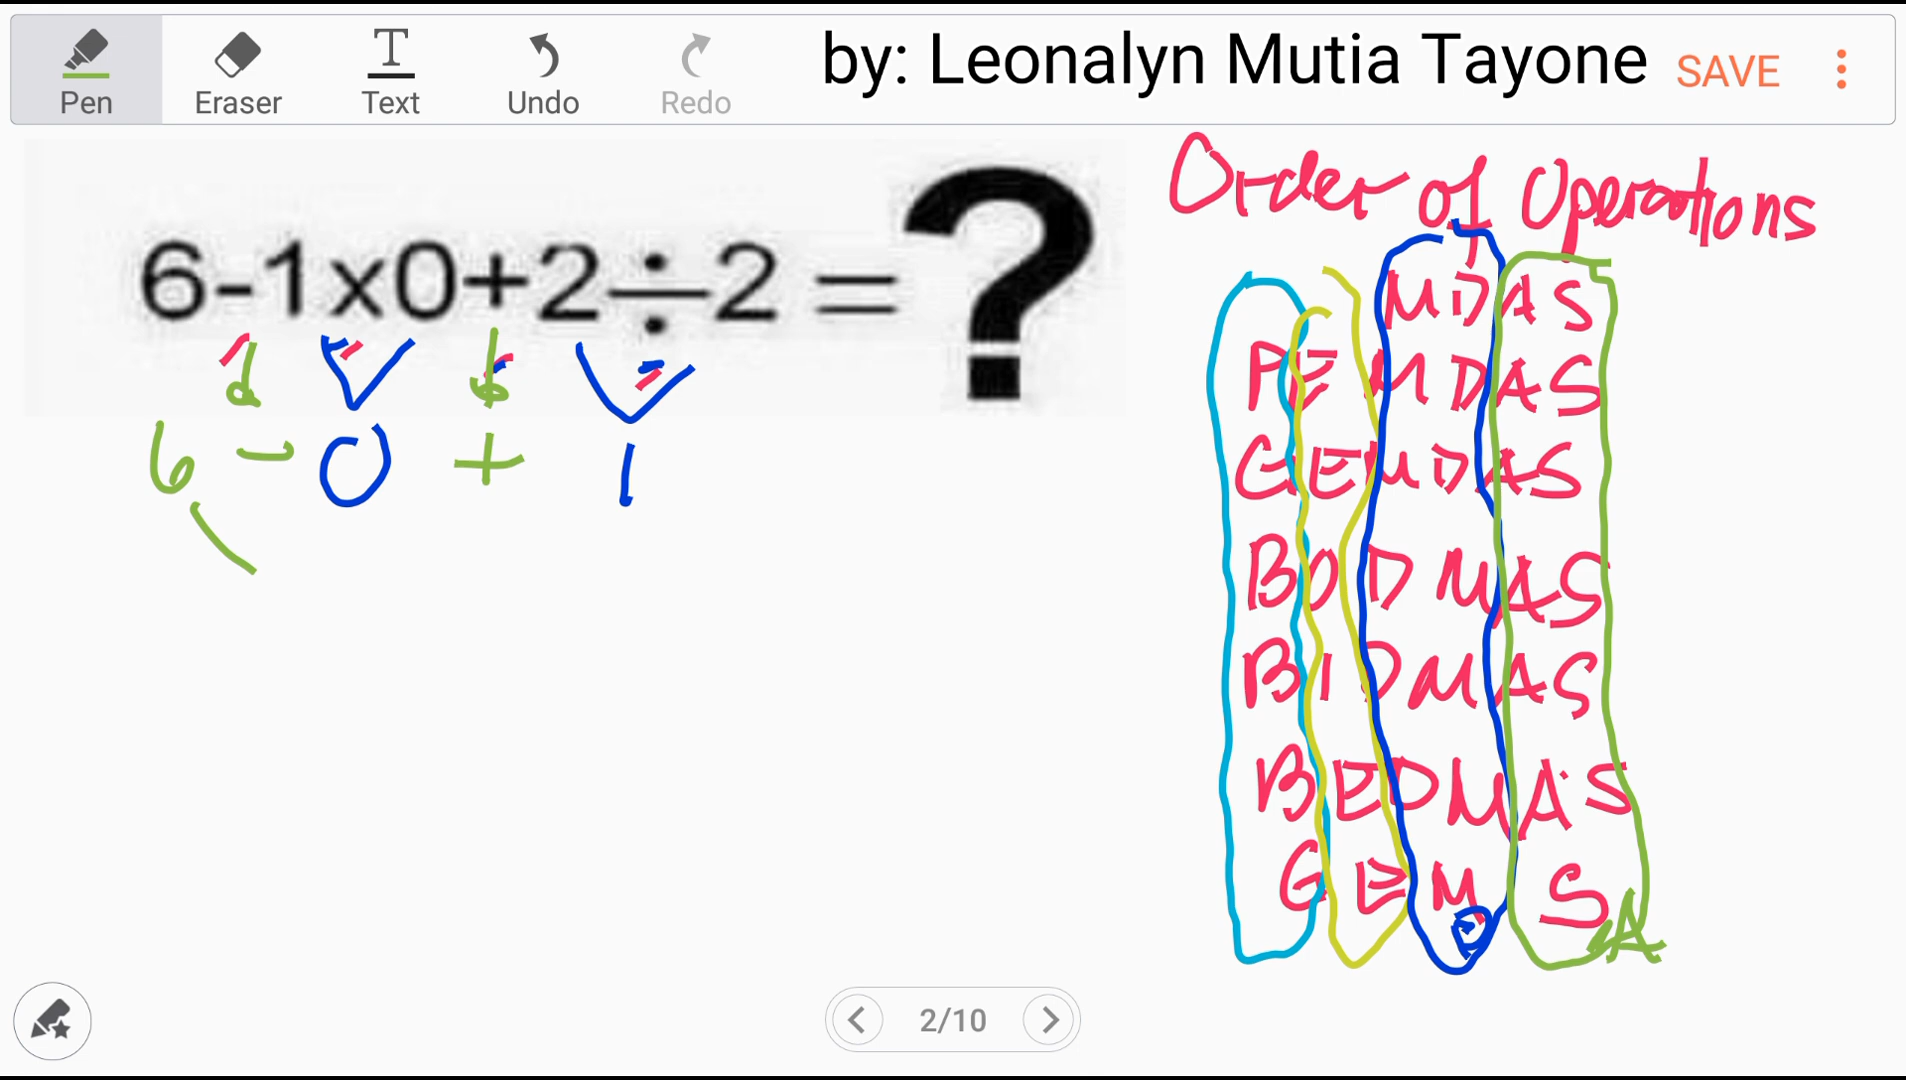 Pen Eraser Text Undo Redo by: Leonalyn Mutia Tayone SAVE
6-1x0+2÷2 = ?
6 - 0 + 1
Order of Operations
MDAS
PEMDAS
GEMDAS
BODMAS
BIDMAS
BEDMAS
GEM S
D A
2/10